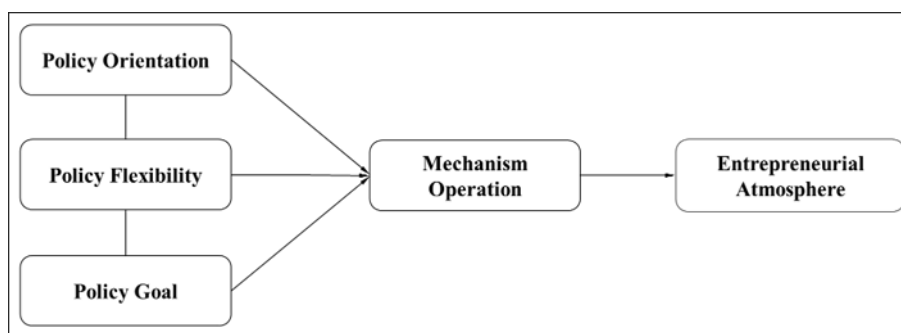 Policy Orientation
Policy Flexibility
Policy Goal
Mechanism
Operation
Entrepreneurial
Atmosphere